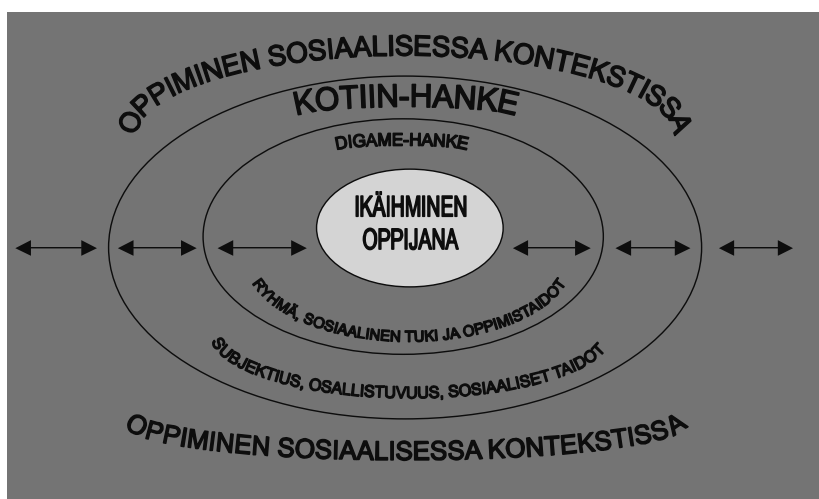 OPPIMINEN SOSIAALISESSA KONTEKSTISSA
KOTIIN-HANKE
DIGAME-HANKE
IKÄIHMINEN
OPPIJANA
RYHMÄ, SOSIAALINEN TUKI JA OPPIMISTAIDOT
SUBJEKTIUS, OSALLISTUVUUS, SOSIAALISET TAIDOT
OPPIMINEN SOSIAALISESSA KONTEKSTISSA